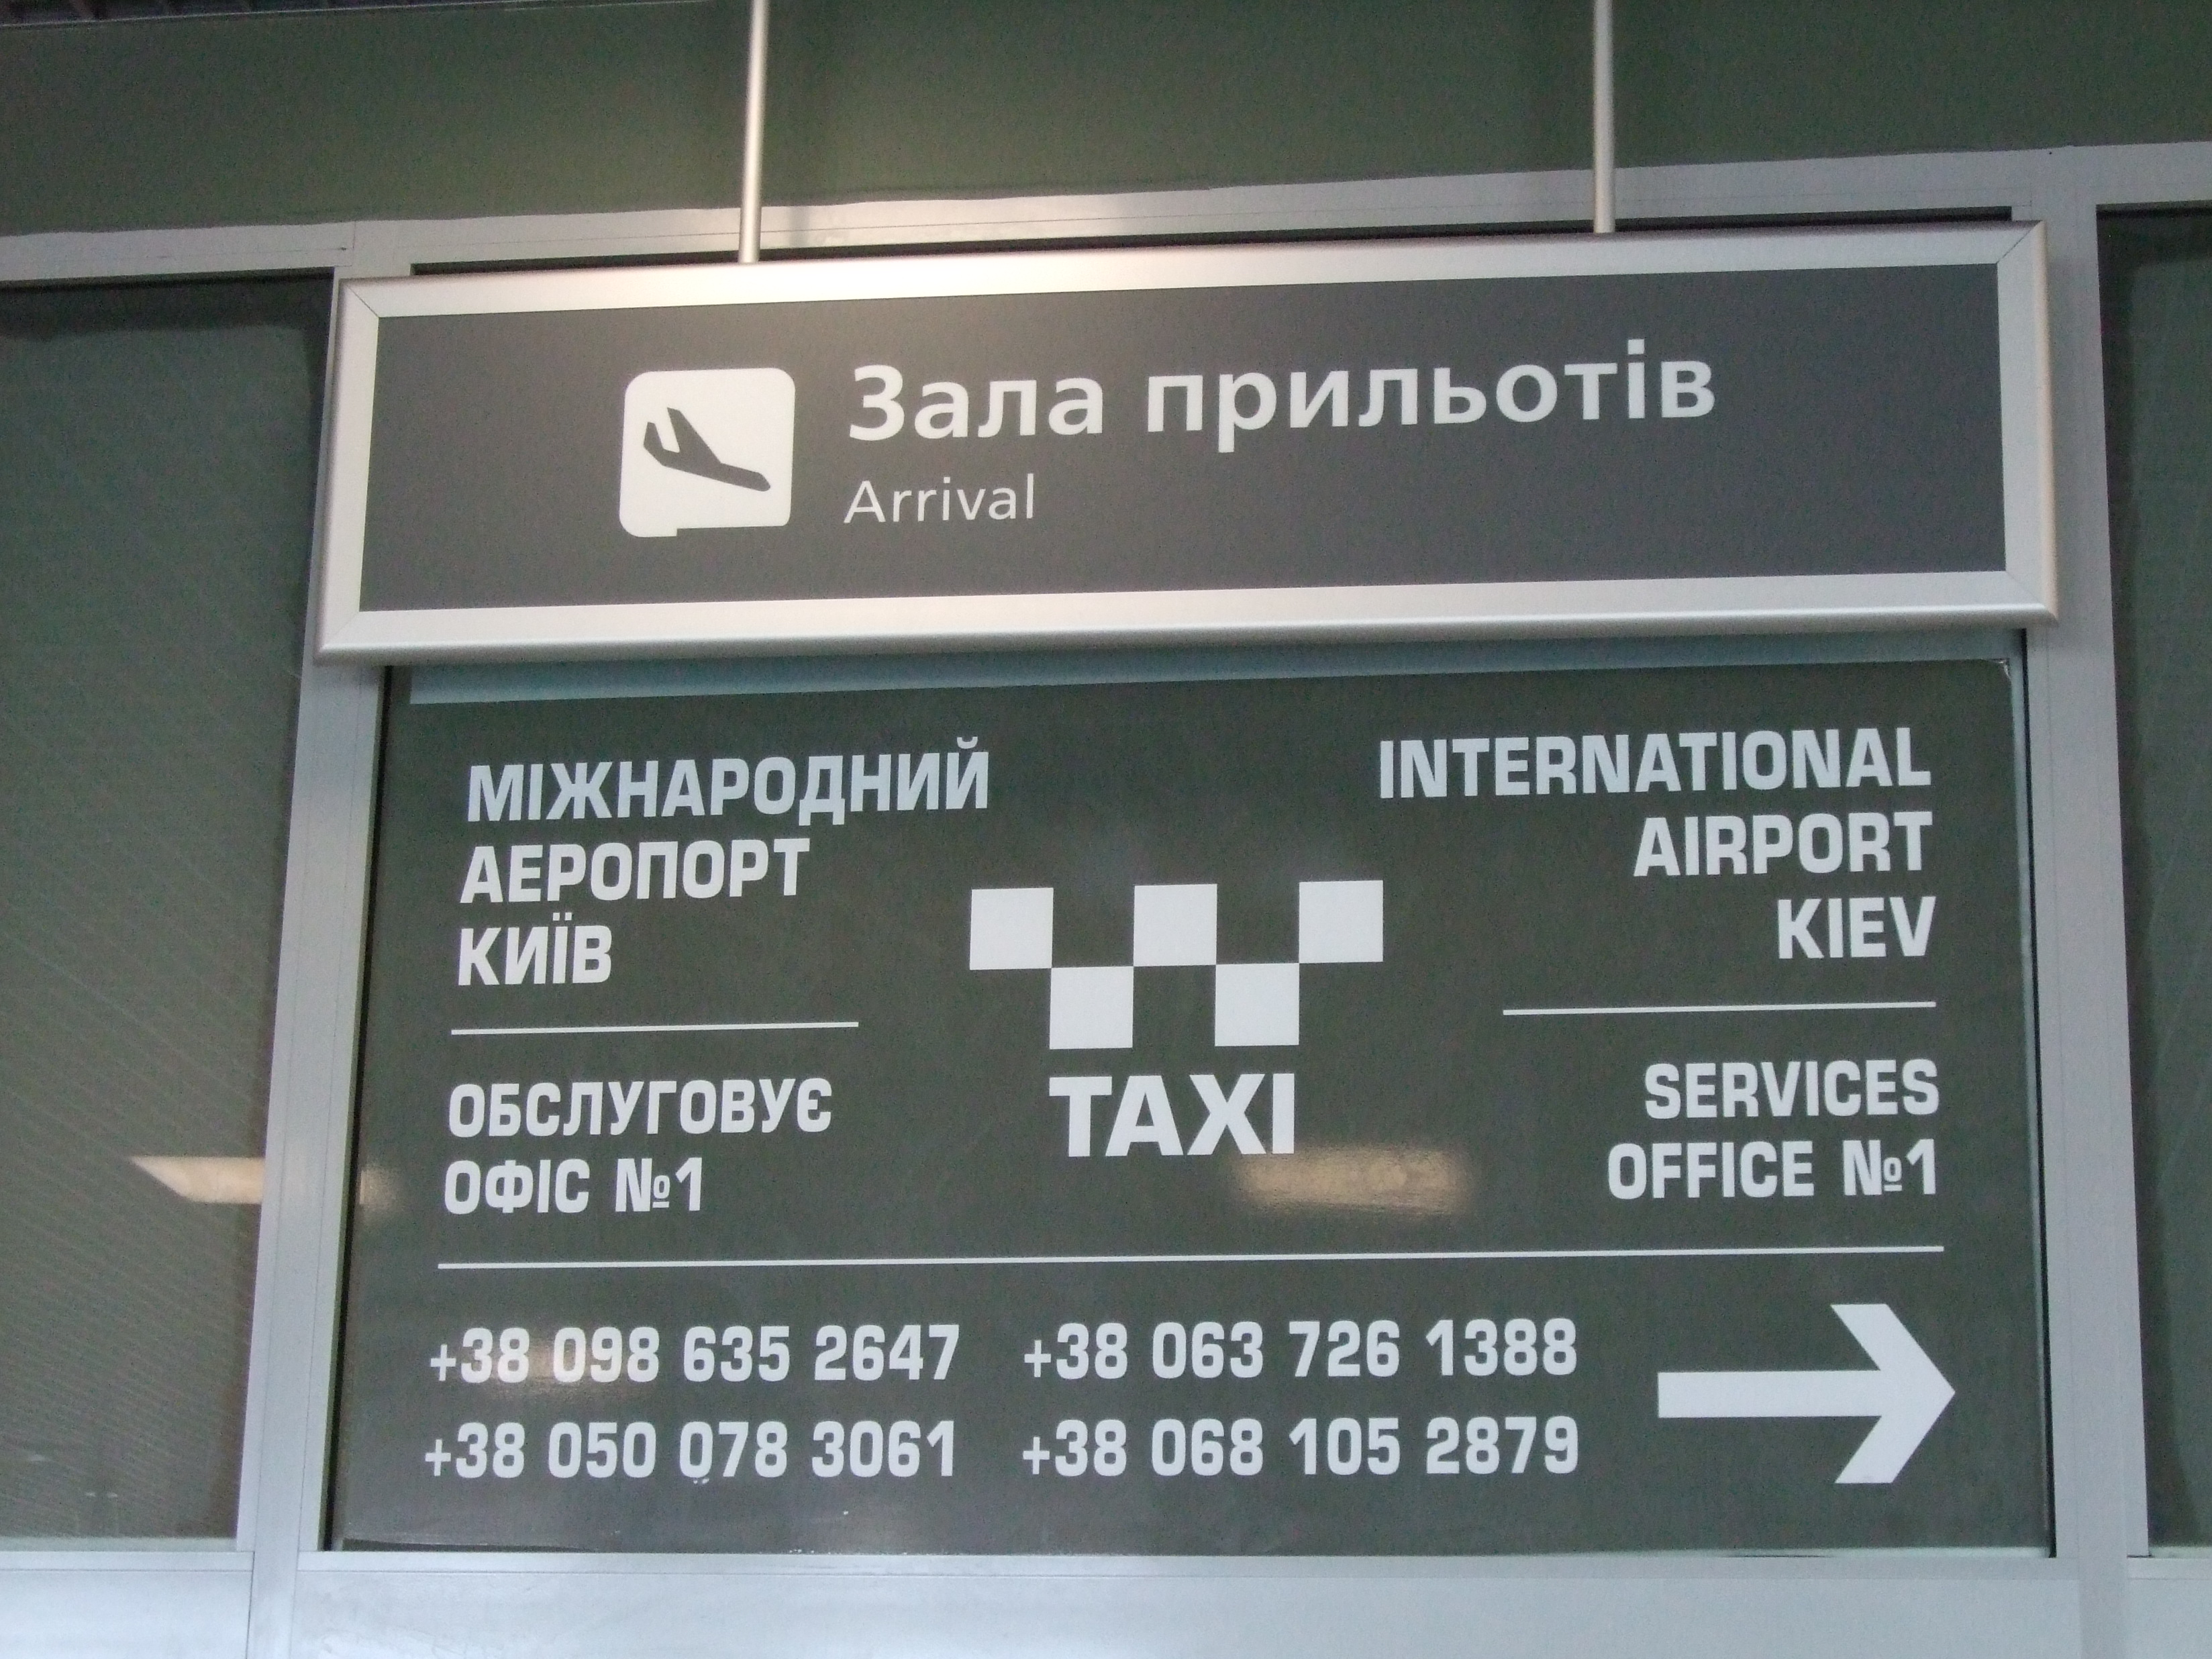 Зала прильотів
Arrival
МІЖНАРОДНИЙ
АЕРОПОРТ
КИЇВ
ОБСЛУГОВУЄ
ОФІС №1
TAXI
INTERNATIONAL
AIRPORT
KIEV
SERVICES
OFFICE №1
+38 098 635 2647 +38 063 726 1388
+38 050 078 3061 +38 068 105 2879